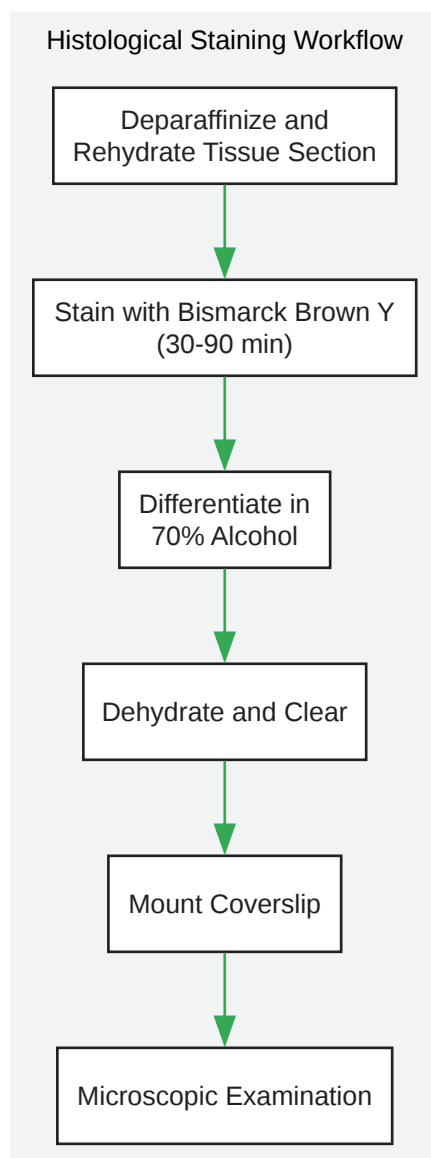 Histological Staining Workflow
Deparaffinize and
Rehydrate Tissue Section
Stain with Bismarck Brown Y
(30-90 min)
Differentiate in
70% Alcohol
Dehydrate and Clear
Mount Coverslip
Microscopic Examination